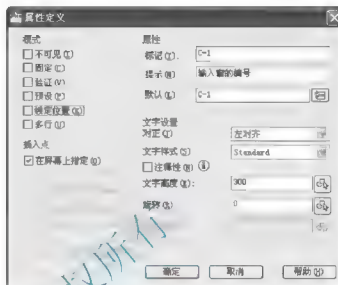 属性定义
模式
不可见(I)
固定(C)
验证(V)
预设(P)
锁定位置(K)
多行(U)
插入点
在屏幕上指定(O)
属性
标记(T): C-1
提示(M) 输入窗的编号
默认(L) C-1
文字设置
对正(J) 左对齐
文字样式(S) Standard
注释性(N)
文字高度(E): 300
旋转(R) 0
确定 取消 帮助(H)